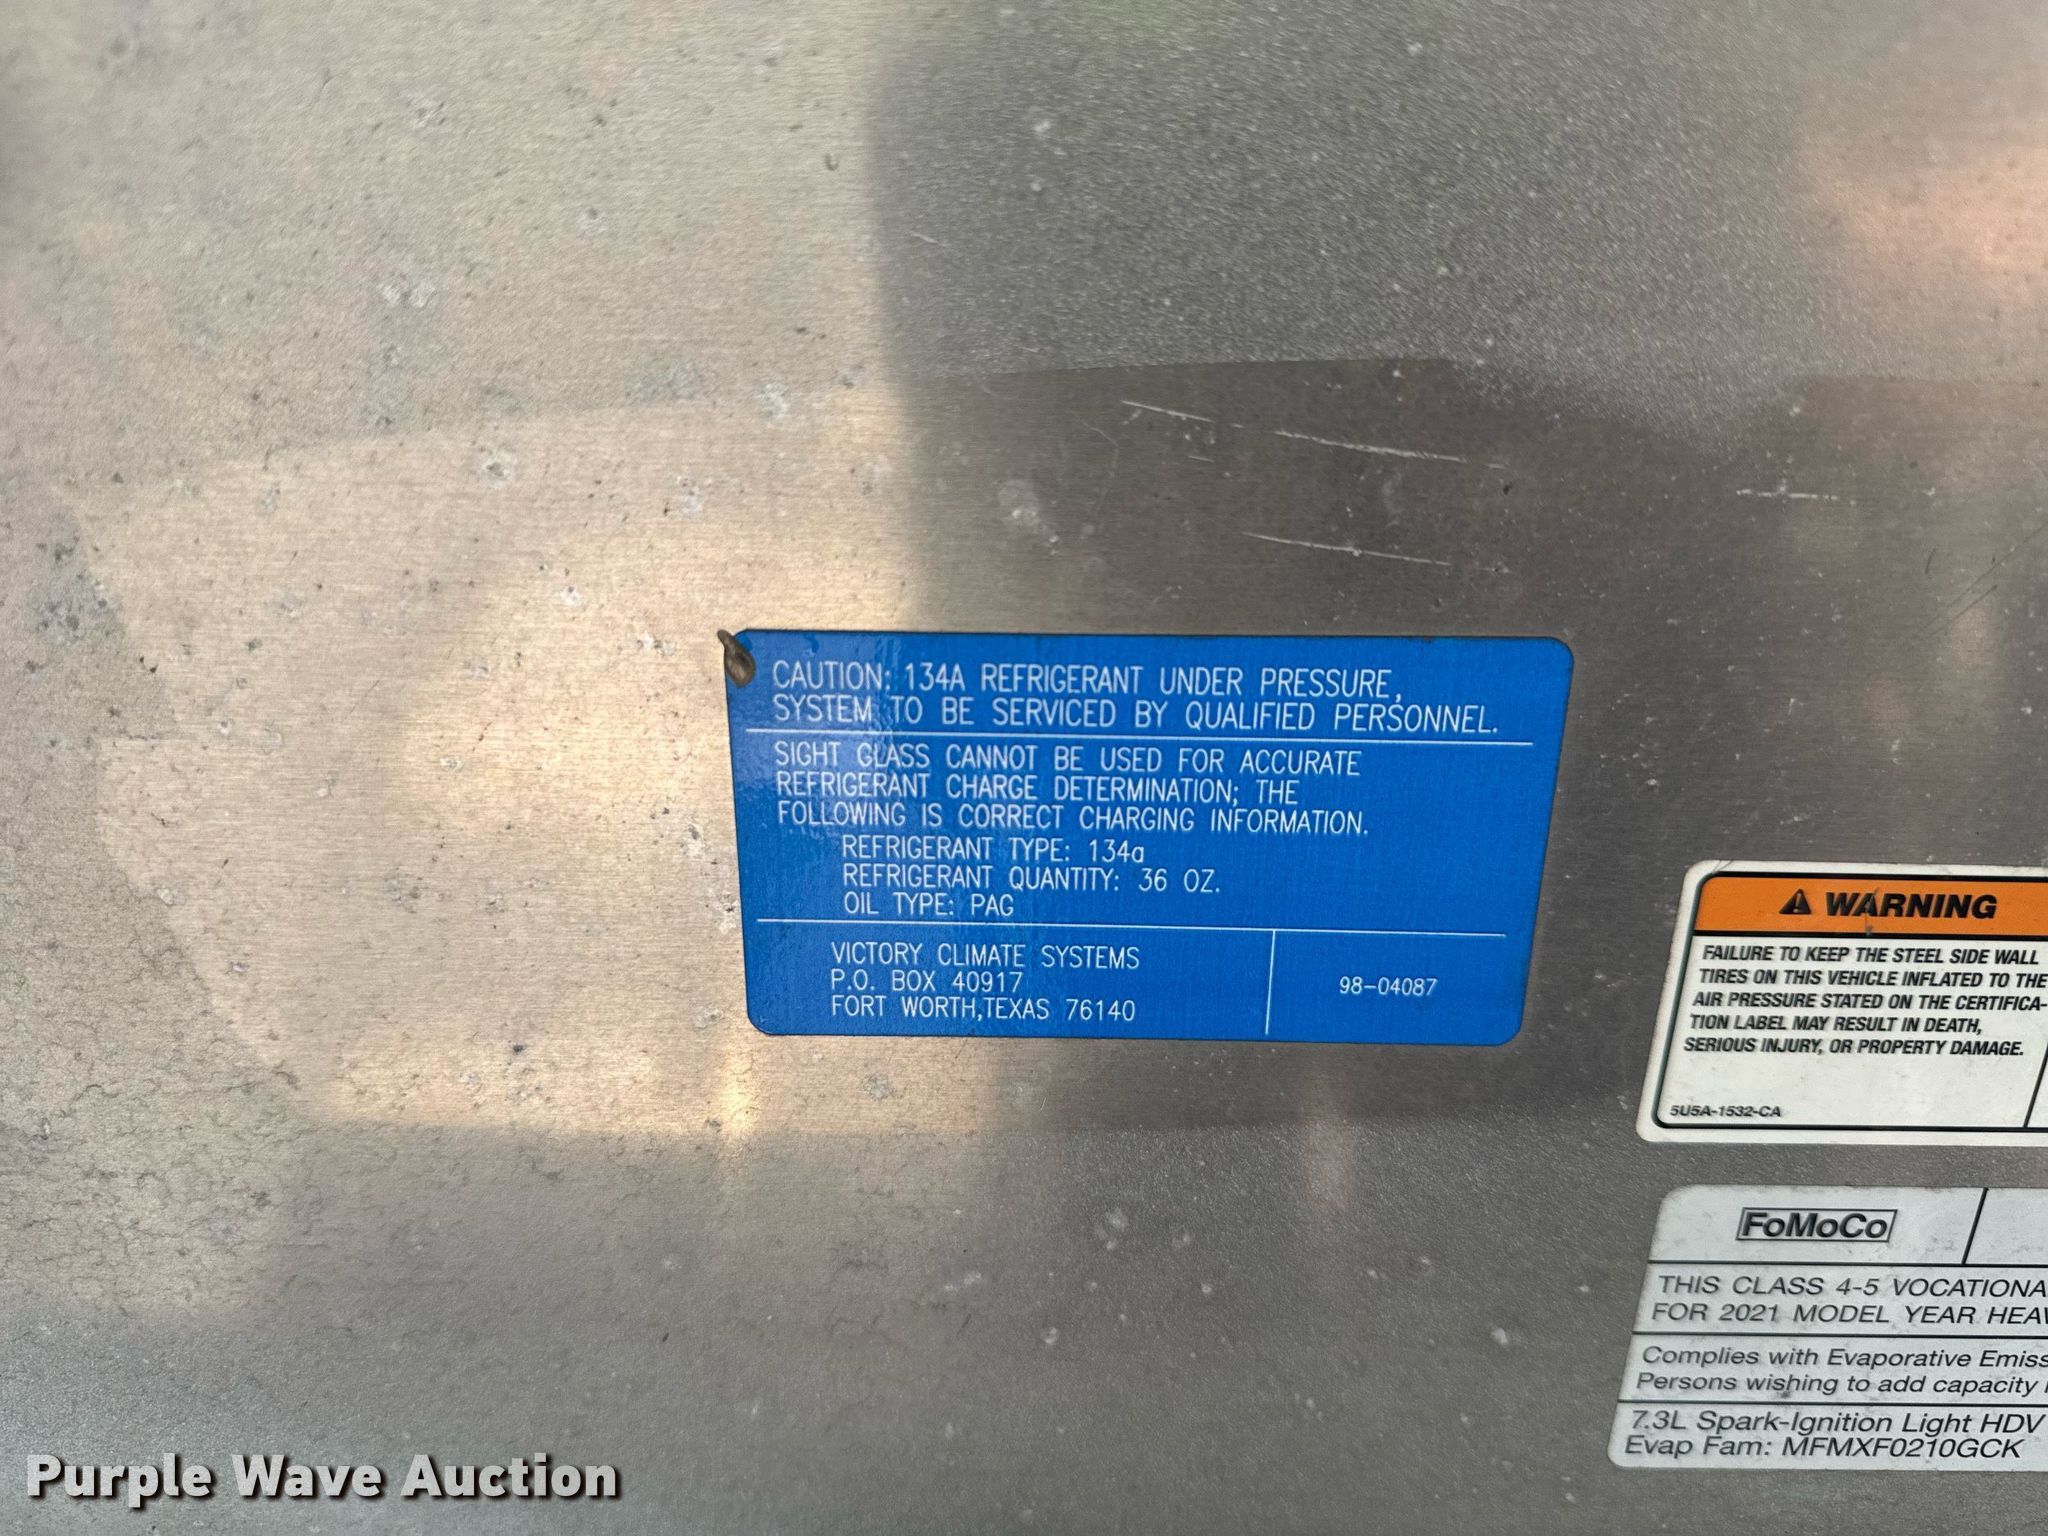 CAUTION: 134A REFRIGERANT UNDER PRESSURE,
SYSTEM TO BE SERVICED BY QUALIFIED PERSONNEL.
SIGHT GLASS CANNOT BE USED FOR ACCURATE
REFRIGERANT CHARGE DETERMINATION; THE
FOLLOWING IS CORRECT CHARGING INFORMATION.
REFRIGERANT TYPE: 134a
REFRIGERANT QUANTITY: 36 OZ.
OIL TYPE: PAG
VICTORY CLIMATE SYSTEMS
P.O. BOX 40917
FORT WORTH,TEXAS 76140
98-04087
WARNING
FAILURE TO KEEP THE STEEL SIDE WALL
TIRES ON THIS VEHICLE INFLATED TO THE
AIR PRESSURE STATED ON THE CERTIFICA-
TION LABEL MAY RESULT IN DEATH,
SERIOUS INJURY, OR PROPERTY DAMAGE.
5U5A-1532-CA
FoMoCo
THIS CLASS 4-5 VOCATIONA
FOR 2021 MODEL YEAR HEAV
Complies with Evaporative Emiss
Persons wishing to add capacity
7.3L Spark-Ignition Light HDV
Evap Fam: MFMXF0210GCK
Purple Wave Auction